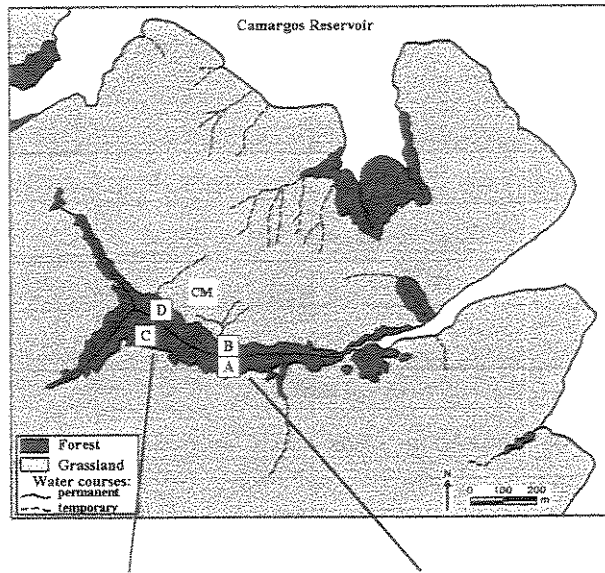 Camargos Reservoir
CM
D
C
B
A
Forest
Grassland
Water courses:
permanent
temporary
N
0 100 200
m